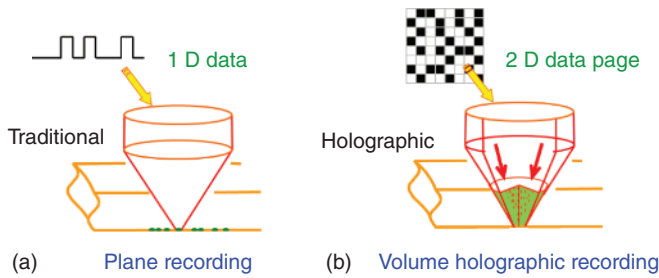 1 D data
Traditional
(a) Plane recording
2 D data page
Holographic
(b) Volume holographic recording